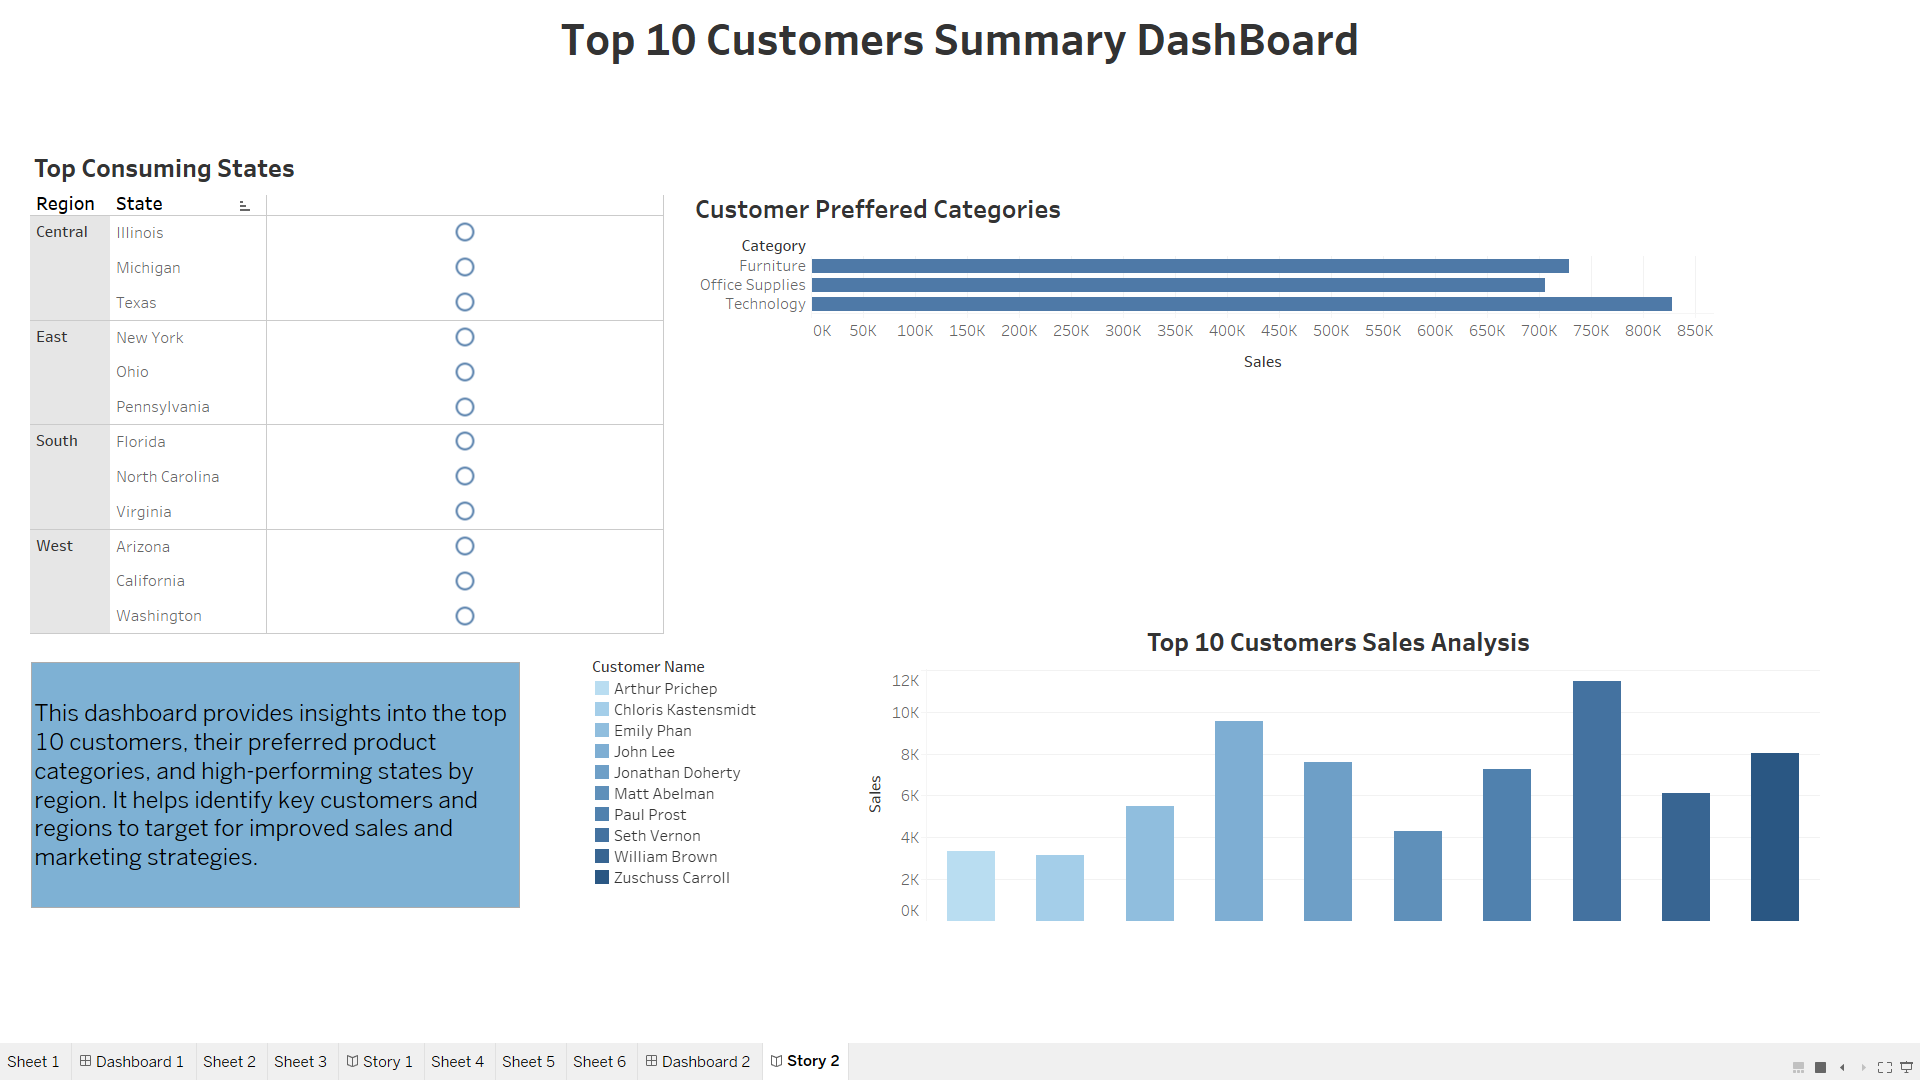 Top 10 Customers Summary DashBoard
Top Consuming States
Region State
Central Illinois
Michigan
Texas
East New York
Ohio
Pennsylvania
South Florida
North Carolina
Virginia
West Arizona
California
Washington
Customer Preffered Categories
Category
Furniture
Office Supplies
Technology
0K 50K 100K 150K 200K 250K 300K 350K 400K 450K 500K 550K 600K 650K 700K 750K 800K 850K
Sales
This dashboard provides insights into the top
10 customers, their preferred product
categories, and high-performing states by
region. It helps identify key customers and
regions to target for improved sales and
marketing strategies.
Customer Name
Arthur Prichep
Chloris Kastensmidt
Emily Phan
John Lee
Jonathan Doherty
Matt Abelman
Paul Prost
Seth Vernon
William Brown
Zuschuss Carroll
Top 10 Customers Sales Analysis
12K
10K
8K
6K
4K
2K
0K
Sales
Sheet 1 Dashboard 1 Sheet 2 Sheet 3 Story 1 Sheet 4 Sheet 5 Sheet 6 Dashboard 2 Story 2